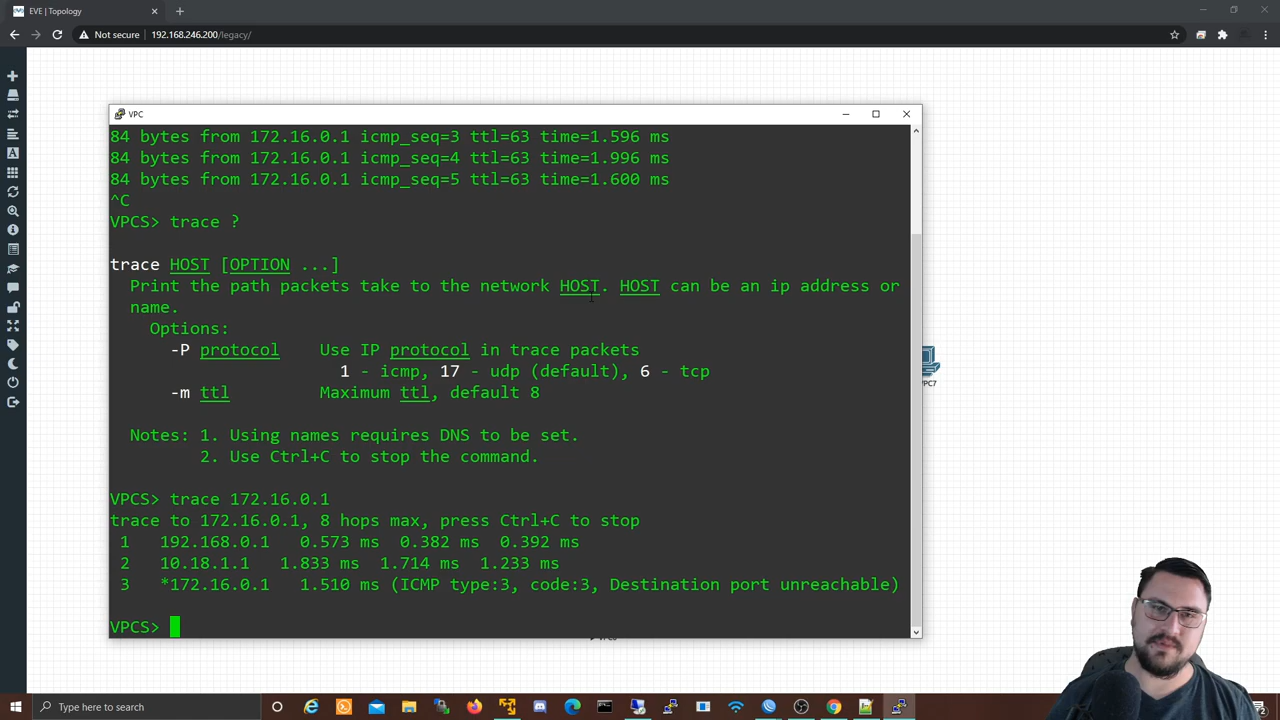 EVE | Topology
Not secure
192.168.246.200/legacy/
VPC
84 bytes from 172.16.0.1 icmp_seq=3 ttl=63 time=1.596 ms
84 bytes from 172.16.0.1 icmp_seq=4 ttl=63 time=1.996 ms
84 bytes from 172.16.0.1 icmp_seq=5 ttl=63 time=1.600 ms
^C
VPCS> trace ?
trace HOST [OPTION ...]
Print the path packets take to the network HOST. HOST can be an ip address or
name.
Options:
-P protocol Use IP protocol in trace packets
1 - icmp, 17 - udp (default), 6 - tcp
-m ttl Maximum ttl, default 8
Notes: 1. Using names requires DNS to be set.
2. Use Ctrl+C to stop the command.
VPCS> trace 172.16.0.1
trace to 172.16.0.1, 8 hops max, press Ctrl+C to stop
1 192.168.0.1 0.573 ms 0.382 ms 0.392 ms
2 10.18.1.1 1.833 ms 1.714 ms 1.233 ms
3 *172.16.0.1 1.510 ms (ICMP type:3, code:3, Destination port unreachable)
VPCS>
VPC7
Type here to search